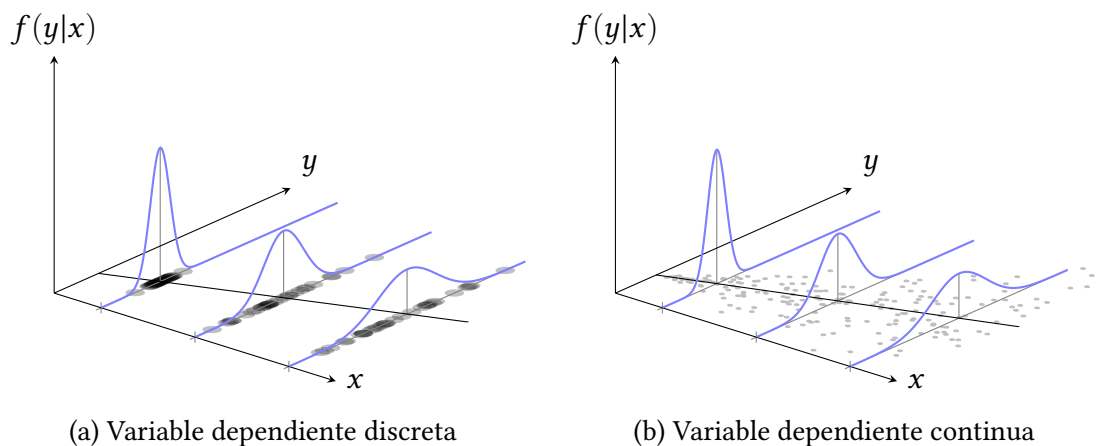 f(y|x)
y
x
(a) Variable dependiente discreta
f(y|x)
y
x
(b) Variable dependiente continua